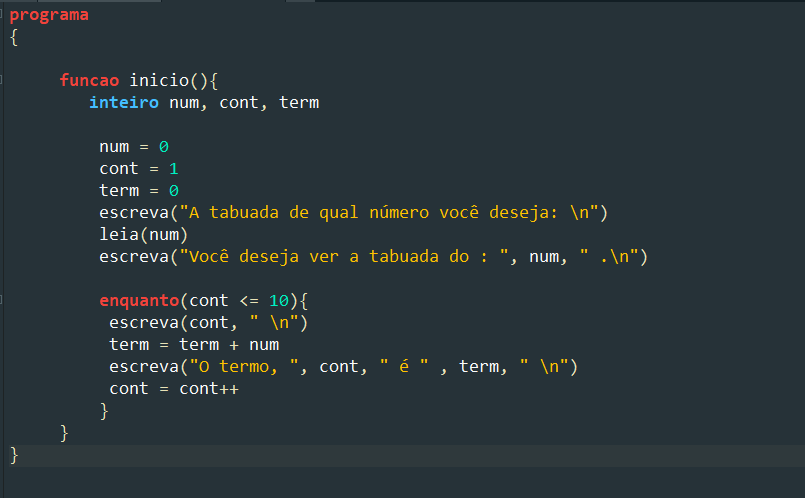 programa
{
funcao inicio(){
inteiro num, cont, term
num = 0
cont = 1
term = 0
escreva("A tabuada de qual número você deseja: \n")
leia(num)
escreva("Você deseja ver a tabuada do : ", num, " .\n")
enquanto(cont <= 10){
escreva(cont, " \n")
term = term + num
escreva("O termo, ", cont, " é " , term, " \n")
cont = cont++
}
}
}